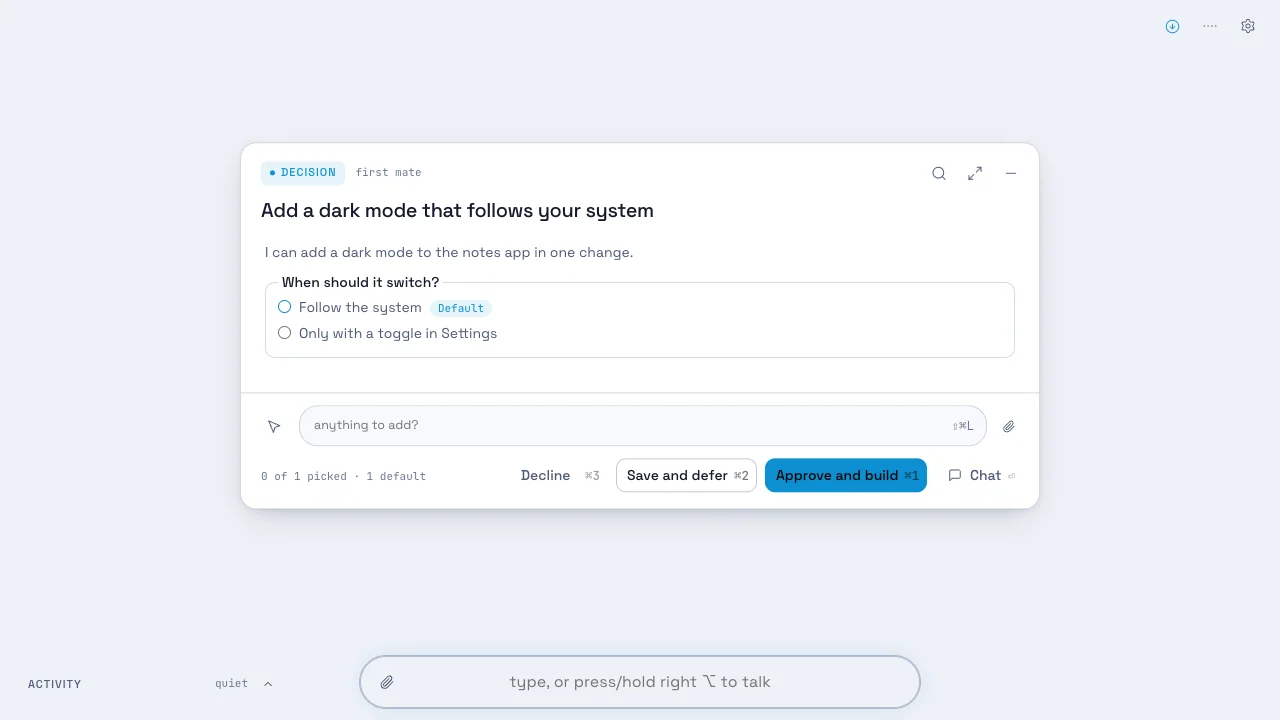 DECISION first mate
Add a dark mode that follows your system
I can add a dark mode to the notes app in one change.
When should it switch?
Follow the system Default
Only with a toggle in Settings
anything to add? ⇧⌘L
0 of 1 picked · 1 default Decline ⌘3 Save and defer ⌘2 Approve and build ⌘1 Chat ⏎
ACTIVITY quiet type, or press/hold right ⌥ to talk